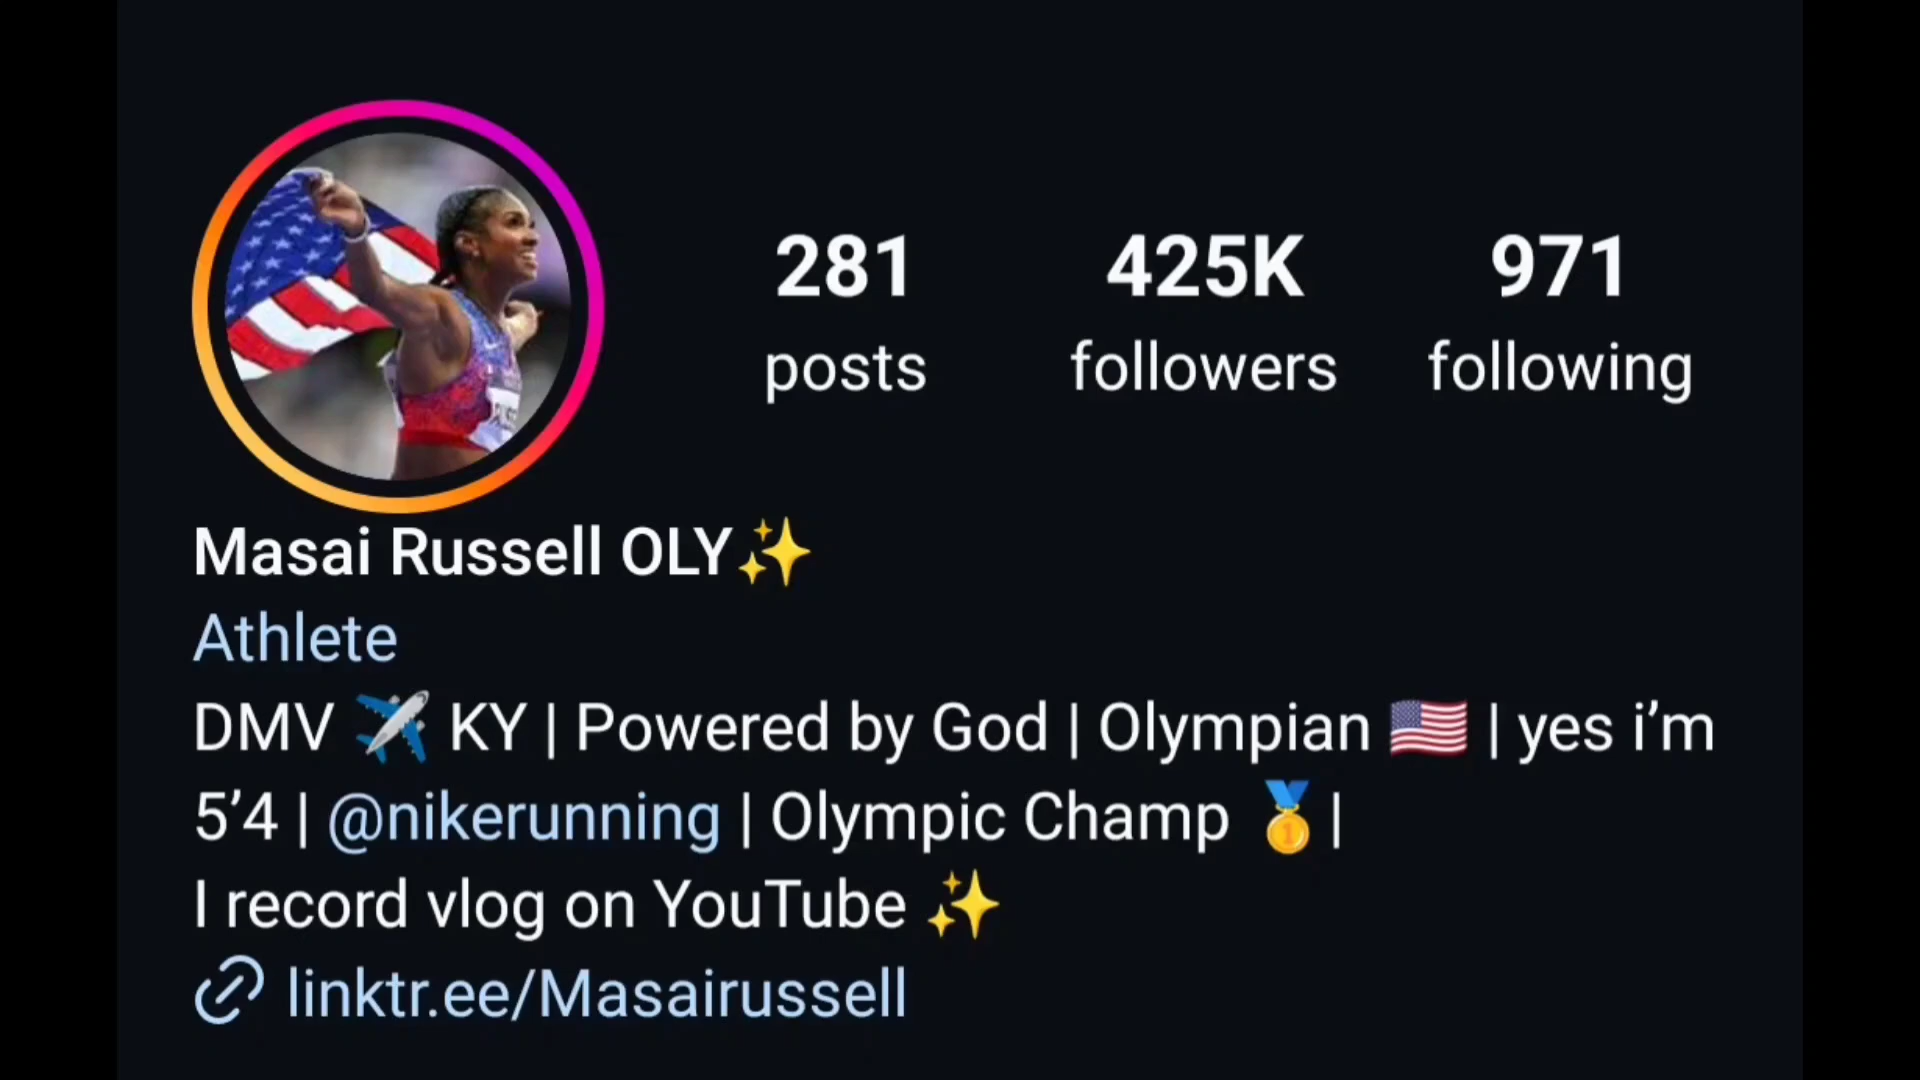 281 425K 971
posts followers following
Masai Russell OLY✨
Athlete
DMV ✈️ KY | Powered by God | Olympian 🇺🇸 | yes i’m
5’4 | @nikerunning | Olympic Champ 🥇|
I record vlog on YouTube ✨
linktr.ee/Masairussell